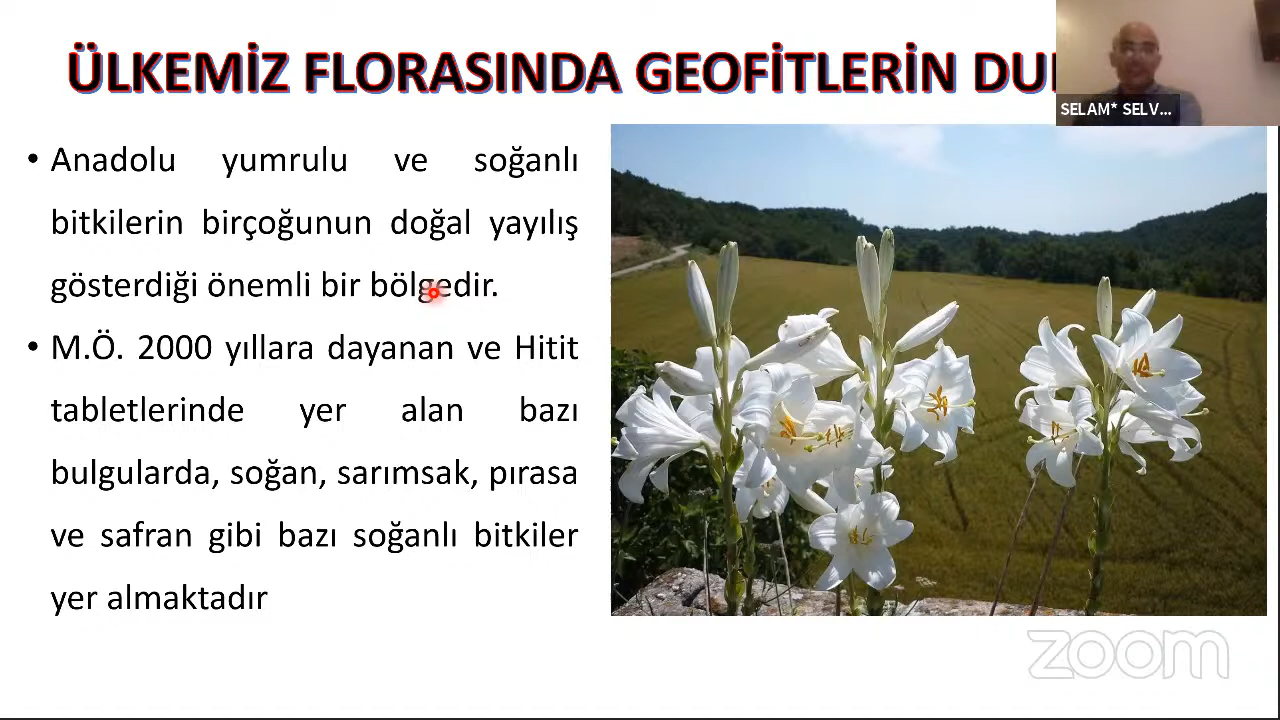 ÜLKEMİZ FLORASINDA GEOFİTLERİN
SELAM* SELV...
• Anadolu yumrulu ve soğanlı
bitkilerin birçoğunun doğal yayılış
gösterdiği önemli bir bölgedir.
• M.Ö. 2000 yıllara dayanan ve Hitit
tabletlerinde yer alan bazı
bulgularda, soğan, sarımsak, pırasa
ve safran gibi bazı soğanlı bitkiler
yer almaktadır
zoom